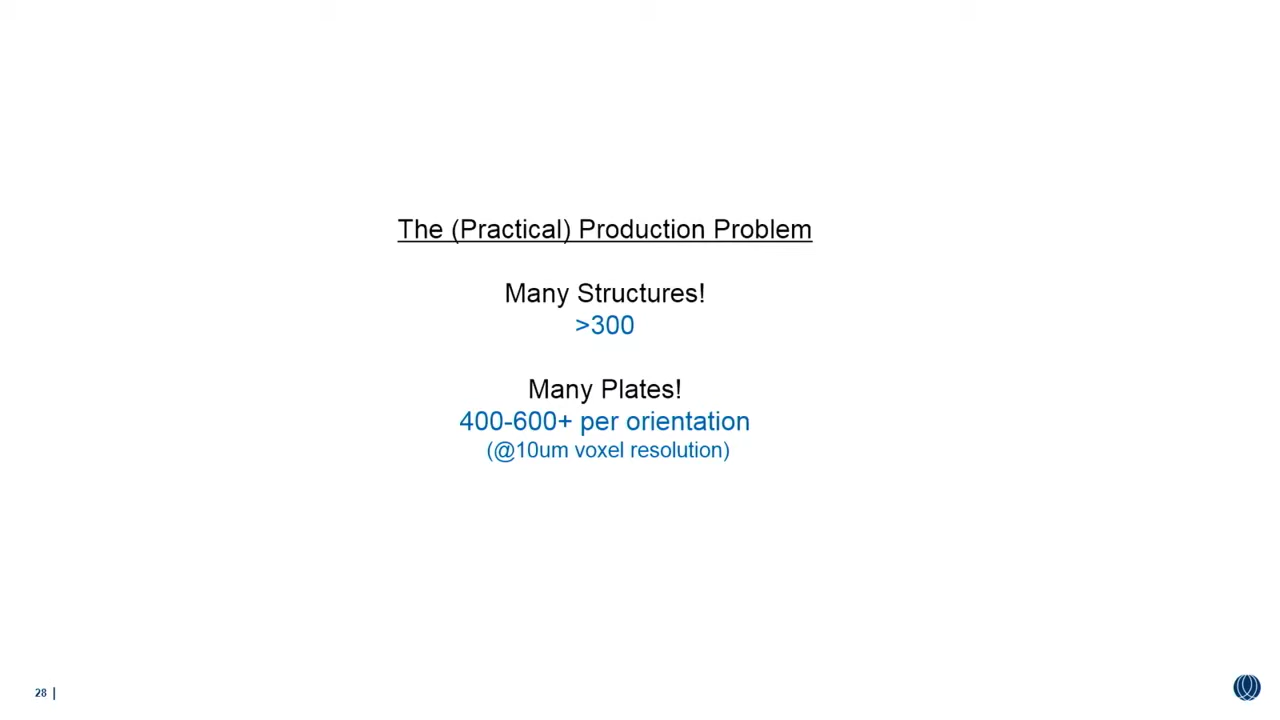 The (Practical) Production Problem
Many Structures!
>300
Many Plates!
400-600+ per orientation
(@10um voxel resolution)
28 |